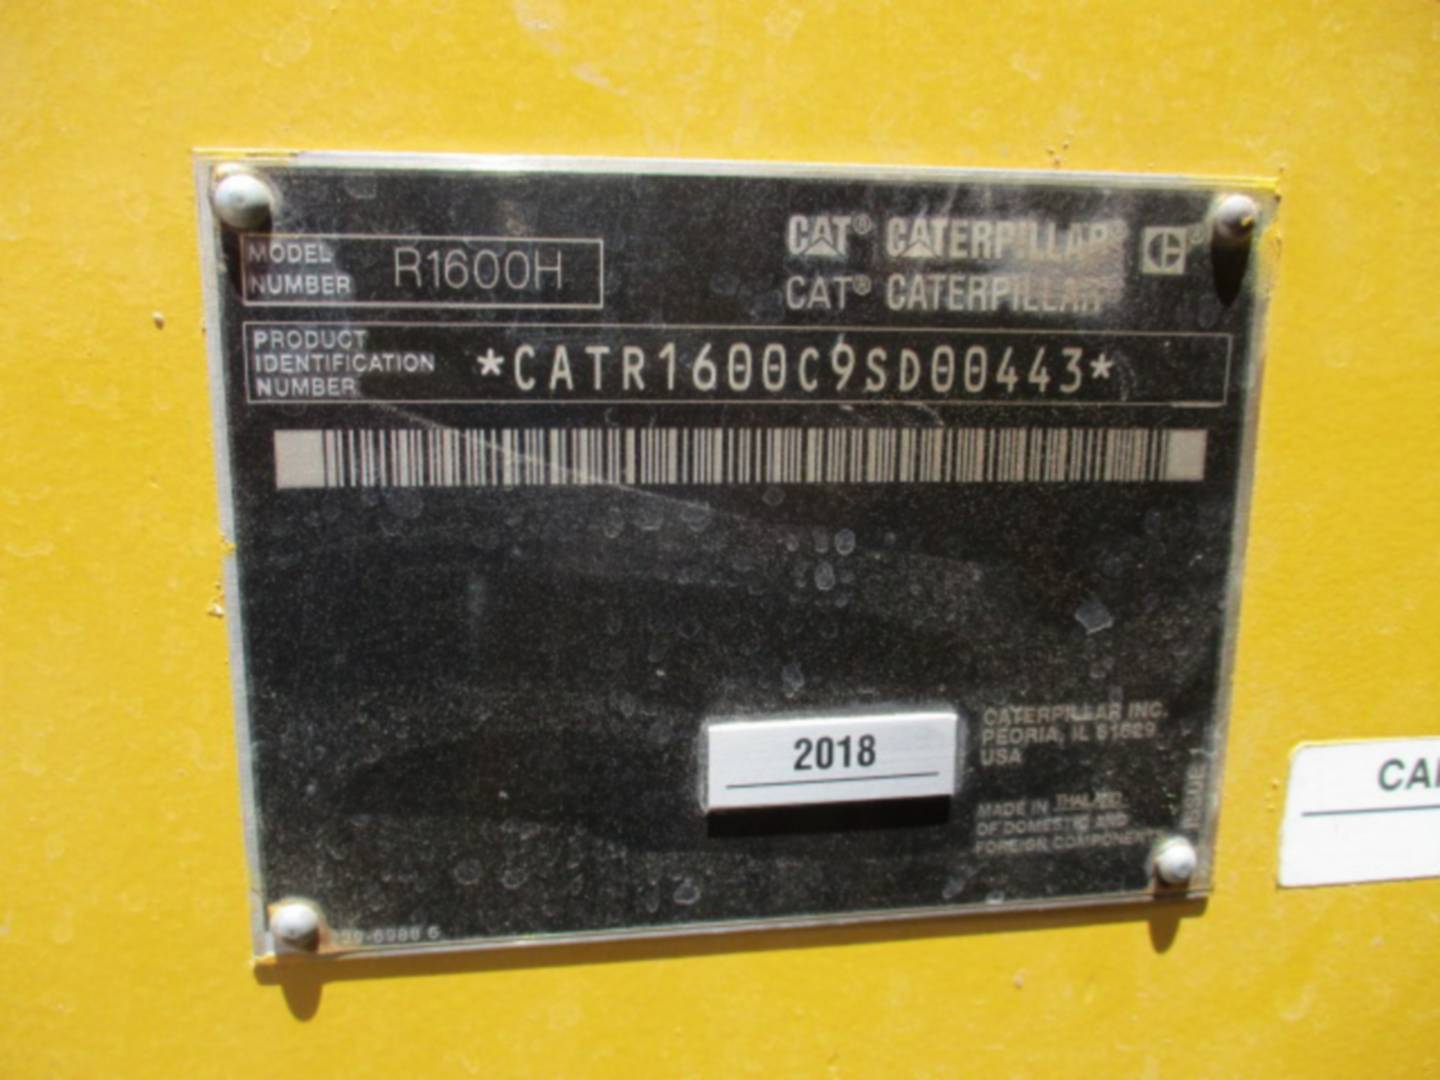 MODEL
NUMBER
R1600H
CAT® CATERPILLAR®
CAT® CATERPILLAR®
PRODUCT
IDENTIFICATION
NUMBER
*CATR1600C9SD00443*
2018
CATERPILLAR INC.
PEORIA, IL 61629
USA
MADE IN THAILAND
OF DOMESTIC AND
FOREIGN COMPONENTS
ISSUE
CA